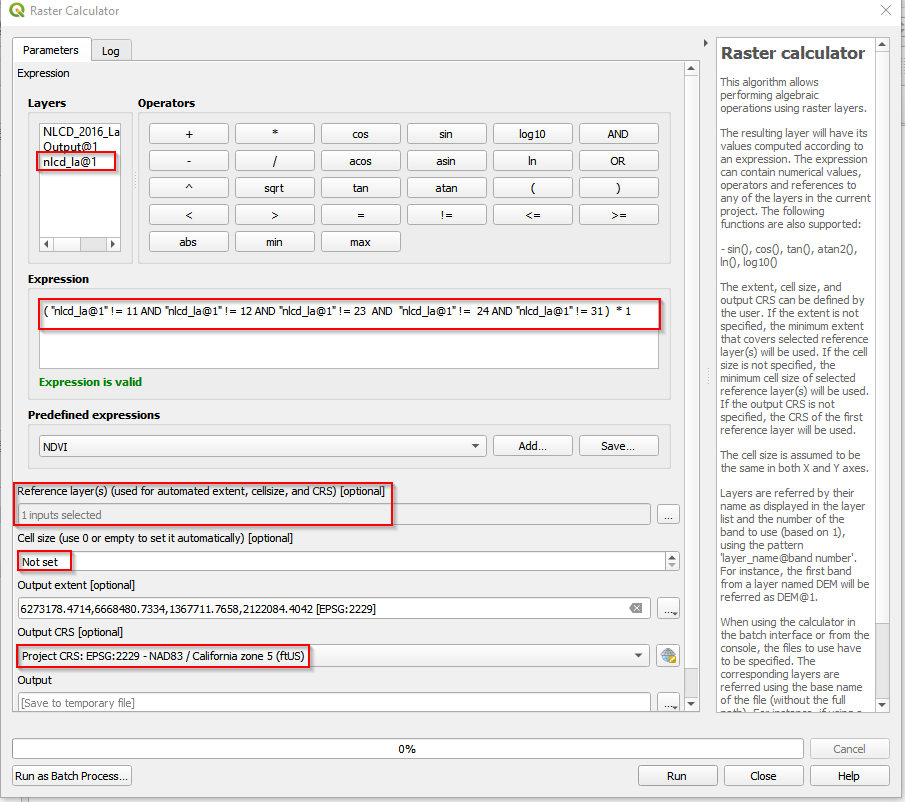 Raster Calculator
Parameters
Log
Expression
Layers
NLCD_2016_La
Output@1
nlcd_la@1
Operators
+ * cos sin log10 AND
- / acos asin ln OR
^ sqrt tan atan ( )
< > = != <= >=
abs min max
Expression
( "nlcd_la@1" != 11 AND "nlcd_la@1" != 12 AND "nlcd_la@1" != 23  AND  "nlcd_la@1" !=  24 AND "nlcd_la@1" != 31 )  * 1
Expression is valid
Predefined expressions
NDVI
Add...
Save...
Reference layer(s) (used for automated extent, cellsize, and CRS) [optional]
1 inputs selected
...
Cell size (use 0 or empty to set it automatically) [optional]
Not set
Output extent [optional]
6273178.4714,6668480.7334,1367711.7658,2122084.4042 [EPSG:2229]
...
Output CRS [optional]
Project CRS: EPSG:2229 - NAD83 / California zone 5 (ftUS)
Output
[Save to temporary file]
...
Raster calculator
This algorithm allows
performing algebraic
operations using raster layers.
The resulting layer will have its
values computed according to
an expression. The expression
can contain numerical values,
operators and references to
any of the layers in the current
project. The following
functions are also supported:
- sin(), cos(), tan(), atan2(),
ln(), log10()
The extent, cell size, and
output CRS can be defined by
the user. If the extent is not
specified, the minimum extent
that covers selected reference
layer(s) will be used. If the cell
size is not specified, the
minimum cell size of selected
reference layer(s) will be used.
If the output CRS is not
specified, the CRS of the first
reference layer will be used.
The cell size is assumed to be
the same in both X and Y axes.
Layers are referred by their
name as displayed in the layer
list and the number of the
band to use (based on 1),
using the pattern
'layer_name@band number'.
For instance, the first band
from a layer named DEM will be
referred as DEM@1.
When using the calculator in
the batch interface or from the
console, the files to use have
to be specified. The
corresponding layers are
referred using the base name
of the file (without the full
path). For instance, if using a
0%
Cancel
Run as Batch Process...
Run
Close
Help